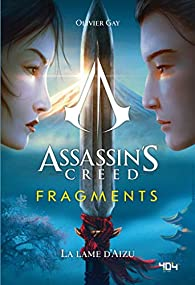 Olivier Gay
ASSASSIN'S
CREED
FRAGMENTS
La lame d'Aizu
404